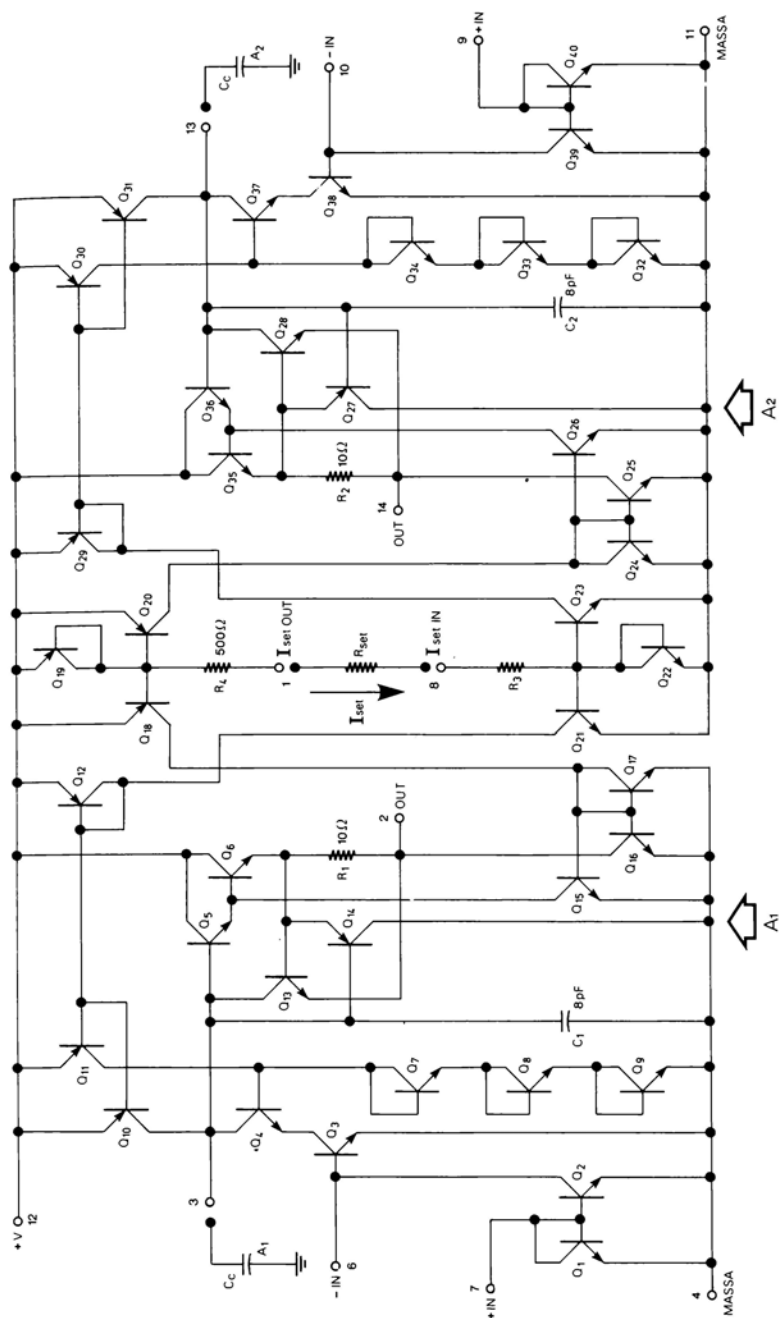 +V
12
Q10
Q11
Q12
Q18
Q19
Q20
Q29
Q30
Q31
Cc
A1
3
Q4
Q3
- IN
6
Q5
Q6
Q13
Q14
R1
10Ω
2
OUT
R4
500Ω
Iset OUT
1
Iset
Rset
8
Iset IN
R3
Q35
Q36
R2
10Ω
OUT
14
Q28
Q27
Q37
Q38
13
Cc
A2
- IN
10
7
+IN
Q1
Q2
Q7
Q8
Q9
C1
8pF
Q15
Q16
Q17
Q21
Q22
Q23
Q24
Q25
Q26
C2
8pF
Q34
Q33
Q32
9
+IN
Q39
Q40
4
MASSA
A1
A2
11
MASSA